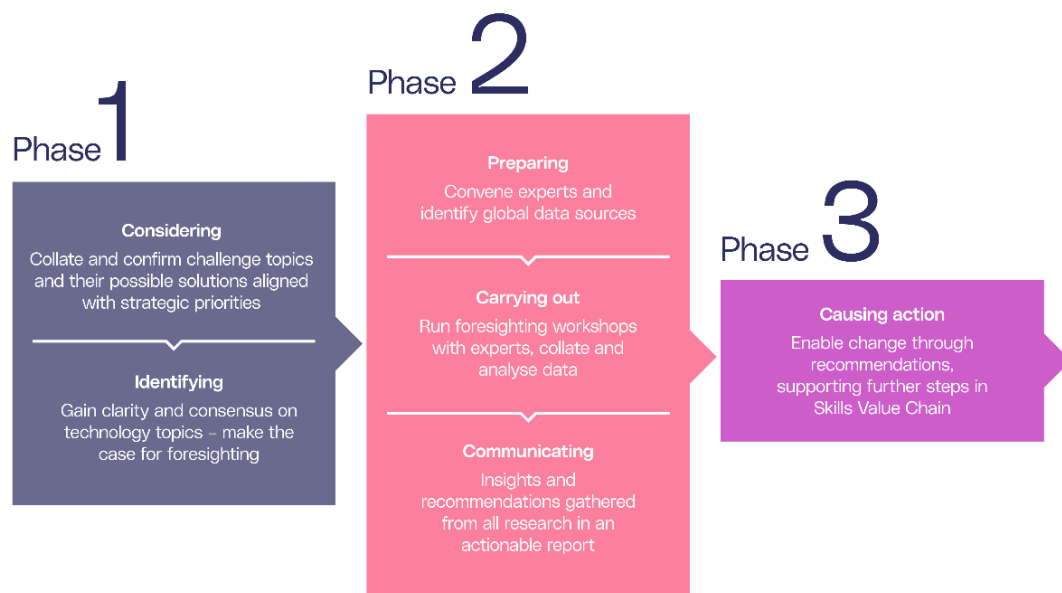 Phase 1
Considering
Collate and confirm challenge topics
and their possible solutions aligned
with strategic priorities
Identifying
Gain clarity and consensus on
technology topics – make the
case for foresighting
Phase 2
Preparing
Convene experts and
identify global data sources
Carrying out
Run foresighting workshops
with experts, collate and
analyse data
Communicating
Insights and
recommendations gathered
from all research in an
actionable report
Phase 3
Causing action
Enable change through
recommendations,
supporting further steps in
Skills Value Chain